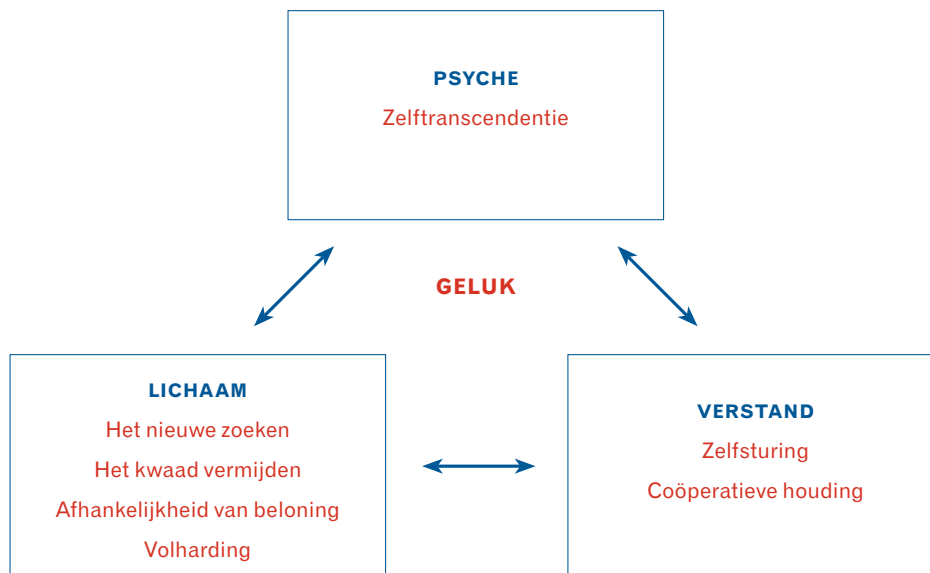 PSYCHE
Zelftranscendentie
GELUK
LICHAAM
Het nieuwe zoeken
Het kwaad vermijden
Afhankelijkheid van beloning
Volharding
VERSTAND
Zelfsturing
Coöperatieve houding